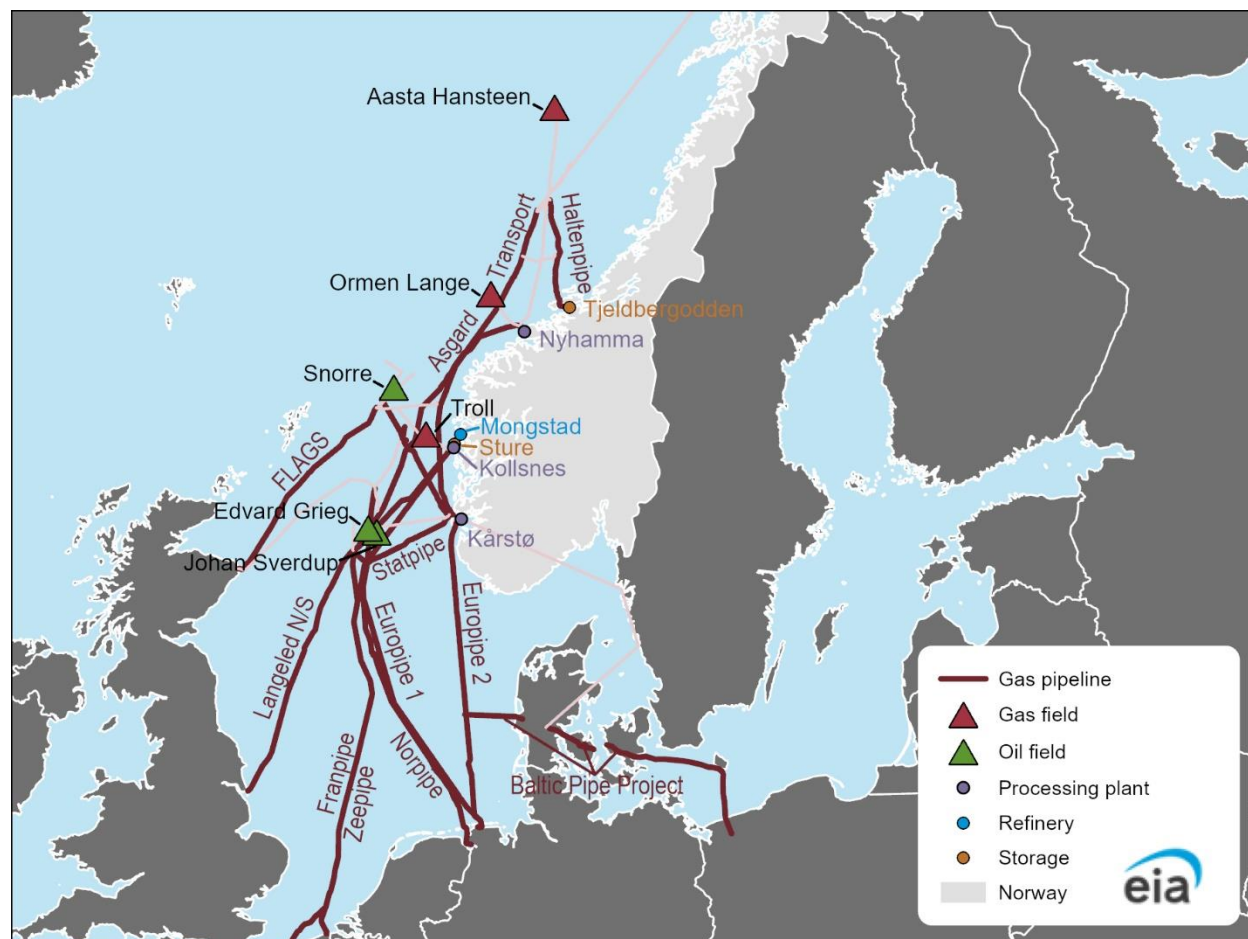 Aasta Hansteen
Transport
Haltenpipe
Ormen Lange
Tjeldbergodden
Asgard
Nyhamma
Snorre
Troll
Mongstad
Sture
FLAGS
Kollsnes
Edvard Grieg
Kårstø
Johan Sverdup
Statpipe
Langeled N/S
Europipe 1
Europipe 2
Franpipe
Zeepipe
Norpipe
Baltic Pipe Project
Gas pipeline
Gas field
Oil field
Processing plant
Refinery
Storage
Norway
eia